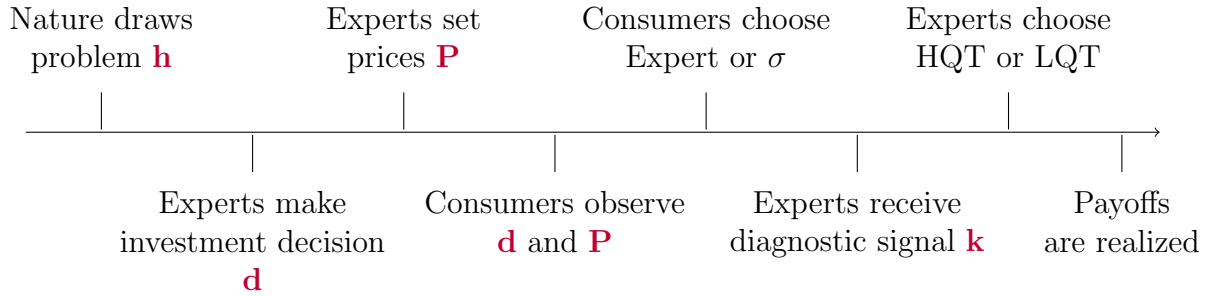 Nature draws
problem h
Experts set
prices P
Consumers choose
Expert or σ
Experts choose
HQT or LQT
Experts make
investment decision
d
Consumers observe
d and P
Experts receive
diagnostic signal k
Payoffs
are realized